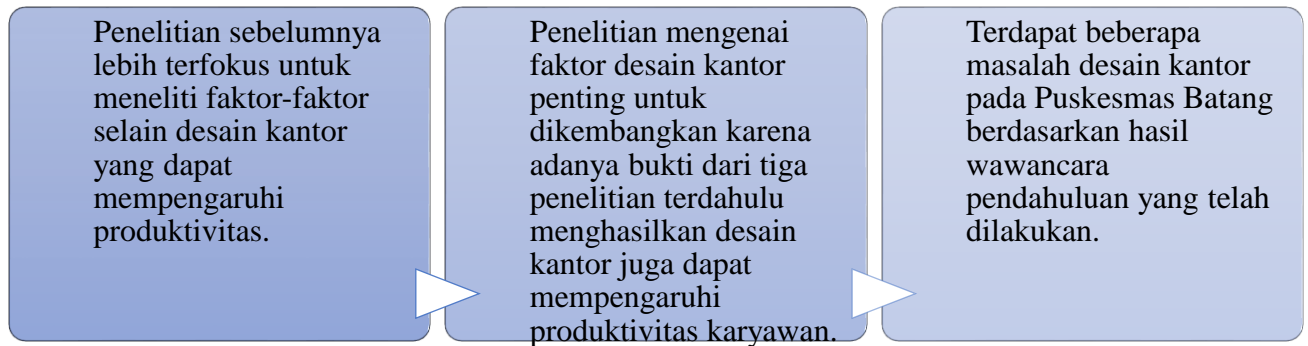 Penelitian sebelumnya
lebih terfokus untuk
meneliti faktor-faktor
selain desain kantor
yang dapat
mempengaruhi
produktivitas.
Penelitian mengenai
faktor desain kantor
penting untuk
dikembangkan karena
adanya bukti dari tiga
penelitian terdahulu
menghasilkan desain
kantor juga dapat
mempengaruhi
produktivitas karyawan.
Terdapat beberapa
masalah desain kantor
pada Puskesmas Batang
berdasarkan hasil
wawancara
pendahuluan yang telah
dilakukan.